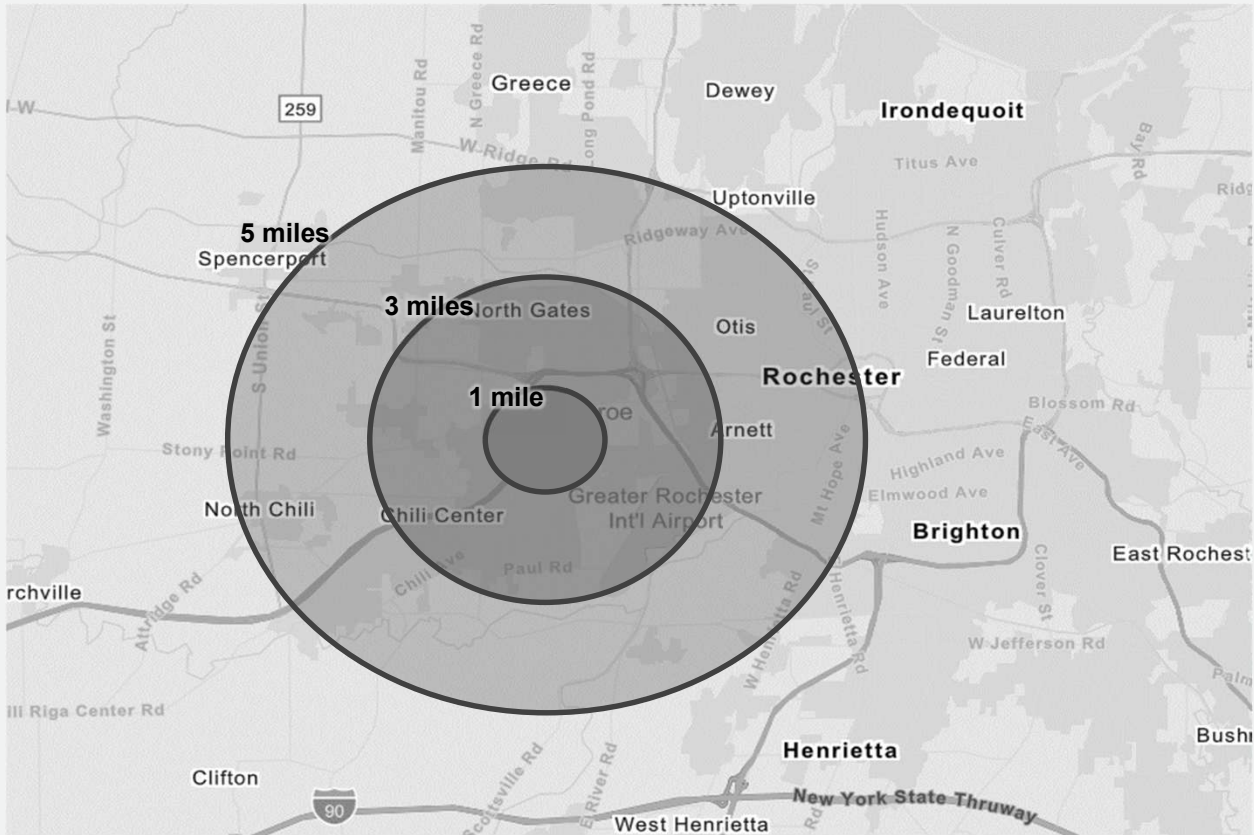 Greece
Dewey
Irondequoit
259
Manitou Rd
N Greece Rd
Long Pond Rd
W Ridge Rd
Titus Ave
Bay Rd
Uptonville
5 miles
Spencerport
Ridgeway Ave
Hudson Ave
N Goodman St
Culver Rd
3 miles
North Gates
Otis
Laurelton
Washington St
S Union St
Federal
Rochester
1 mile
Blossom Rd
Arnett
East Ave
Stony Point Rd
Mt Hope Ave
Highland Ave
Elmwood Ave
North Chili
Chili Center
Greater Rochester
Int'l Airport
Brighton
East Rochest
Chili Ave
Paul Rd
Clover St
rchville
Attridge Rd
W Henrietta Rd
E Henrietta Rd
W Jefferson Rd
Palm
ili Riga Center Rd
Bush
Clifton
Henrietta
90
Scottsville Rd
E River Rd
New York State Thruway
Rd
West Henrietta